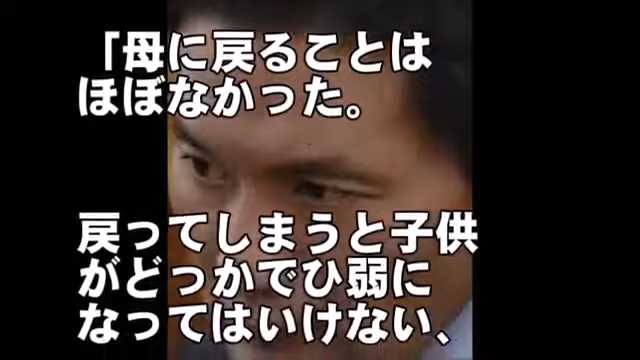 「母に戻ることは
ほぼなかった。
戻ってしまうと子供
がどっかでひ弱に
なってはいけない、